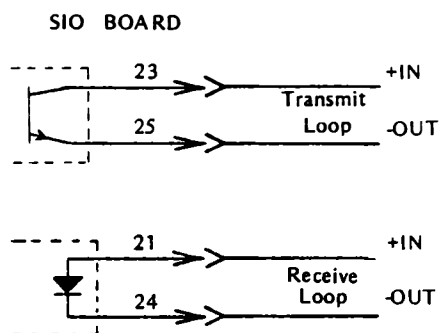 SIO BOARD
23
+IN
Transmit
Loop
25
-OUT
21
+IN
Receive
Loop
24
-OUT